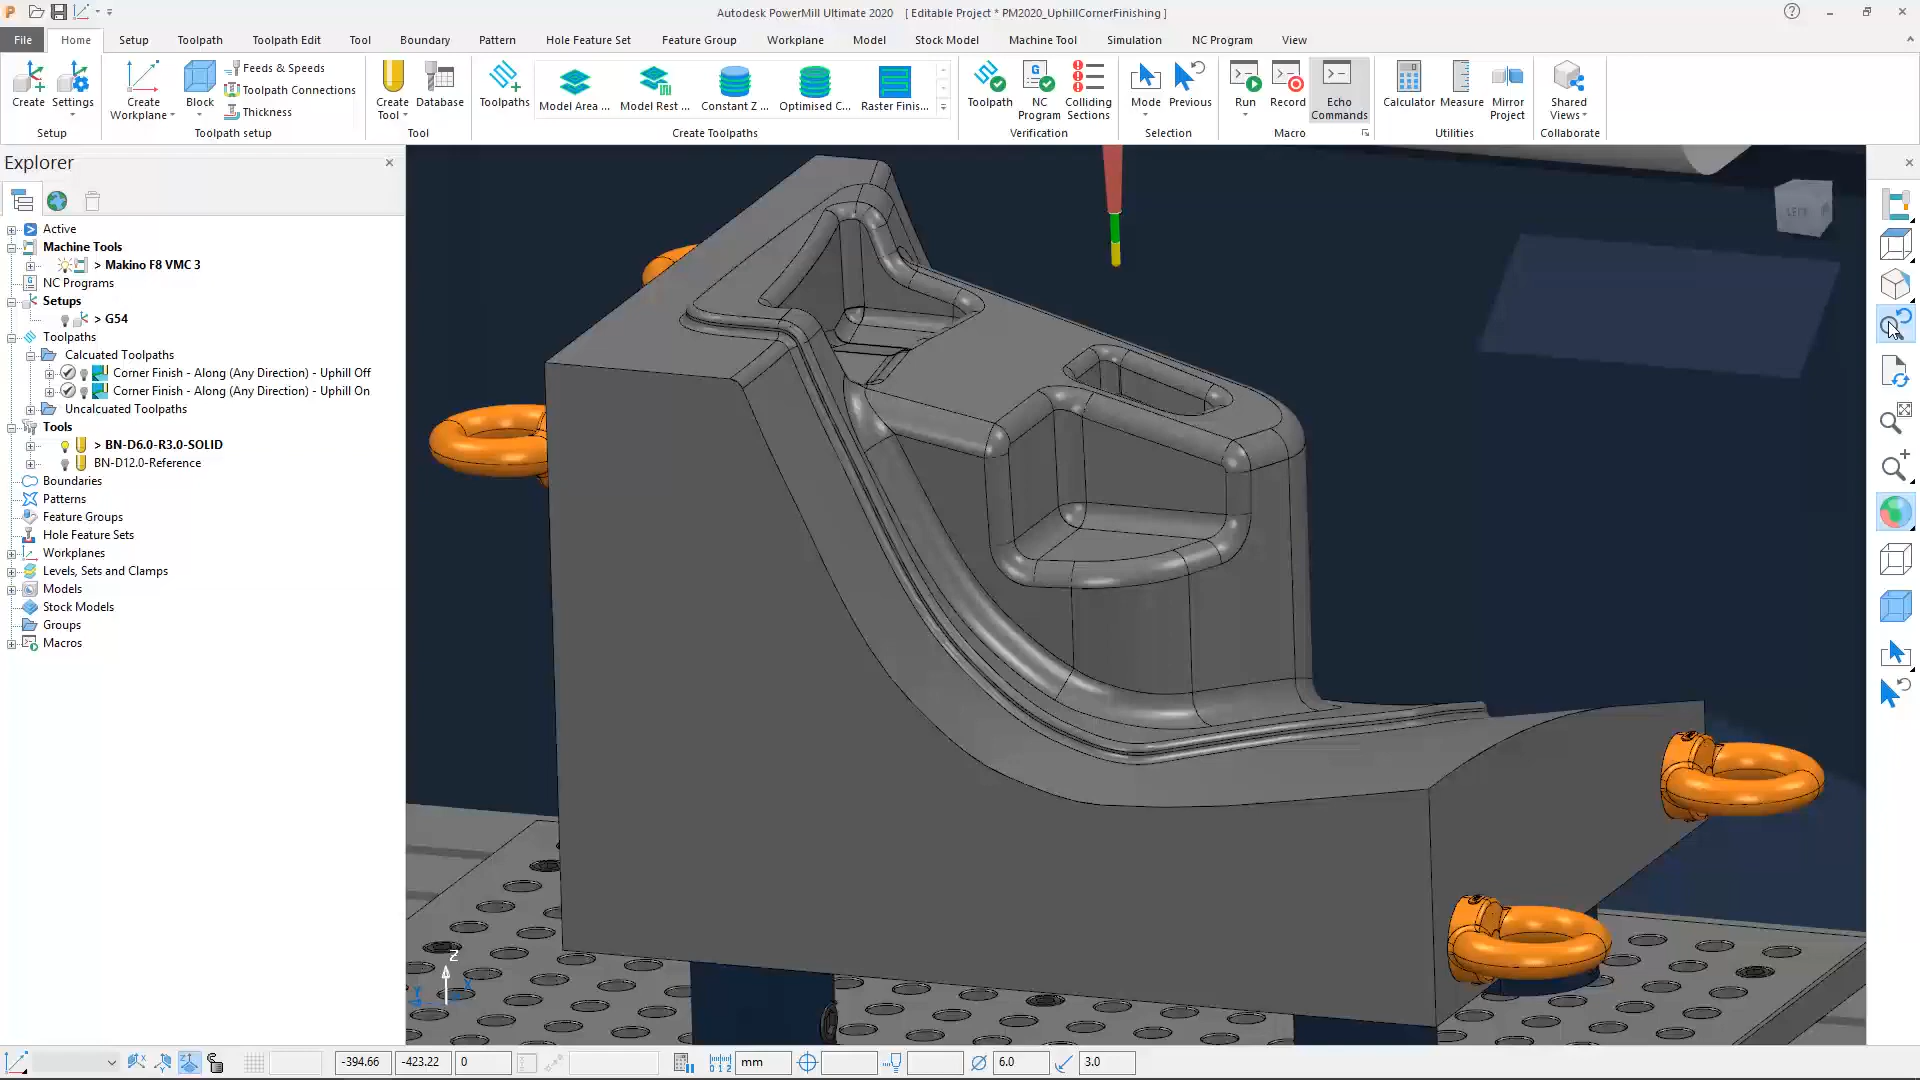 Autodesk PowerMill Ultimate 2020 [ Editable Project * PM2020_UphillCornerFinishing ]
File Home Setup Toolpath Toolpath Edit Tool Boundary Pattern Hole Feature Set Feature Group Workplane Model Stock Model Machine Tool Simulation NC Program View
Create
Settings
Setup
Create
Workplane
Block
Feeds & Speeds
Toolpath Connections
Thickness
Toolpath setup
Create
Tool
Database
Tool
Toolpaths
Model Area ...
Model Rest ...
Constant Z ...
Optimised C...
Raster Finis...
Create Toolpaths
Toolpath
NC
Program
Colliding
Sections
Verification
Mode
Previous
Selection
Run
Record
Echo
Commands
Macro
Calculator
Measure
Mirror
Project
Utilities
Shared
Views
Collaborate
Explorer
Active
Machine Tools
> Makino F8 VMC 3
NC Programs
Setups
> G54
Toolpaths
Calcuated Toolpaths
Corner Finish - Along (Any Direction) - Uphill Off
Corner Finish - Along (Any Direction) - Uphill On
Uncalcuated Toolpaths
Tools
> BN-D6.0-R3.0-SOLID
BN-D12.0-Reference
Boundaries
Patterns
Feature Groups
Hole Feature Sets
Workplanes
Levels, Sets and Clamps
Models
Stock Models
Groups
Macros
LEFT
Z
Y
X
-394.66 -423.22 0 mm 6.0 3.0